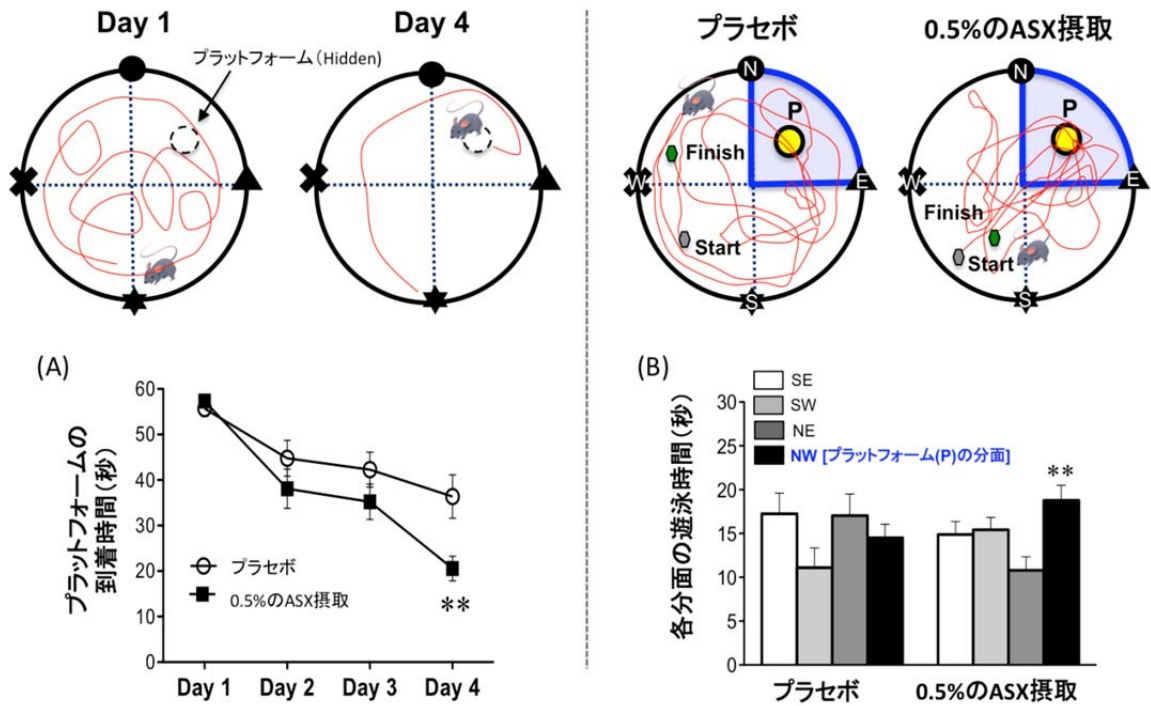 Day 1
Day 4
プラットフォーム(Hidden)
プラセボ
0.5%のASX摂取
N
P
Finish
W
E
Start
S
N
P
W
E
Finish
Start
S
(A)
プラットフォームの
到着時間(秒)
60
50
40
30
20
10
0
プラセボ
0.5%のASX摂取
**
Day 1
Day 2
Day 3
Day 4
(B)
各分面の遊泳時間(秒)
SE
SW
NE
NW [プラットフォーム(P)の分面]
30
25
20
15
10
5
0
**
プラセボ
0.5%のASX摂取